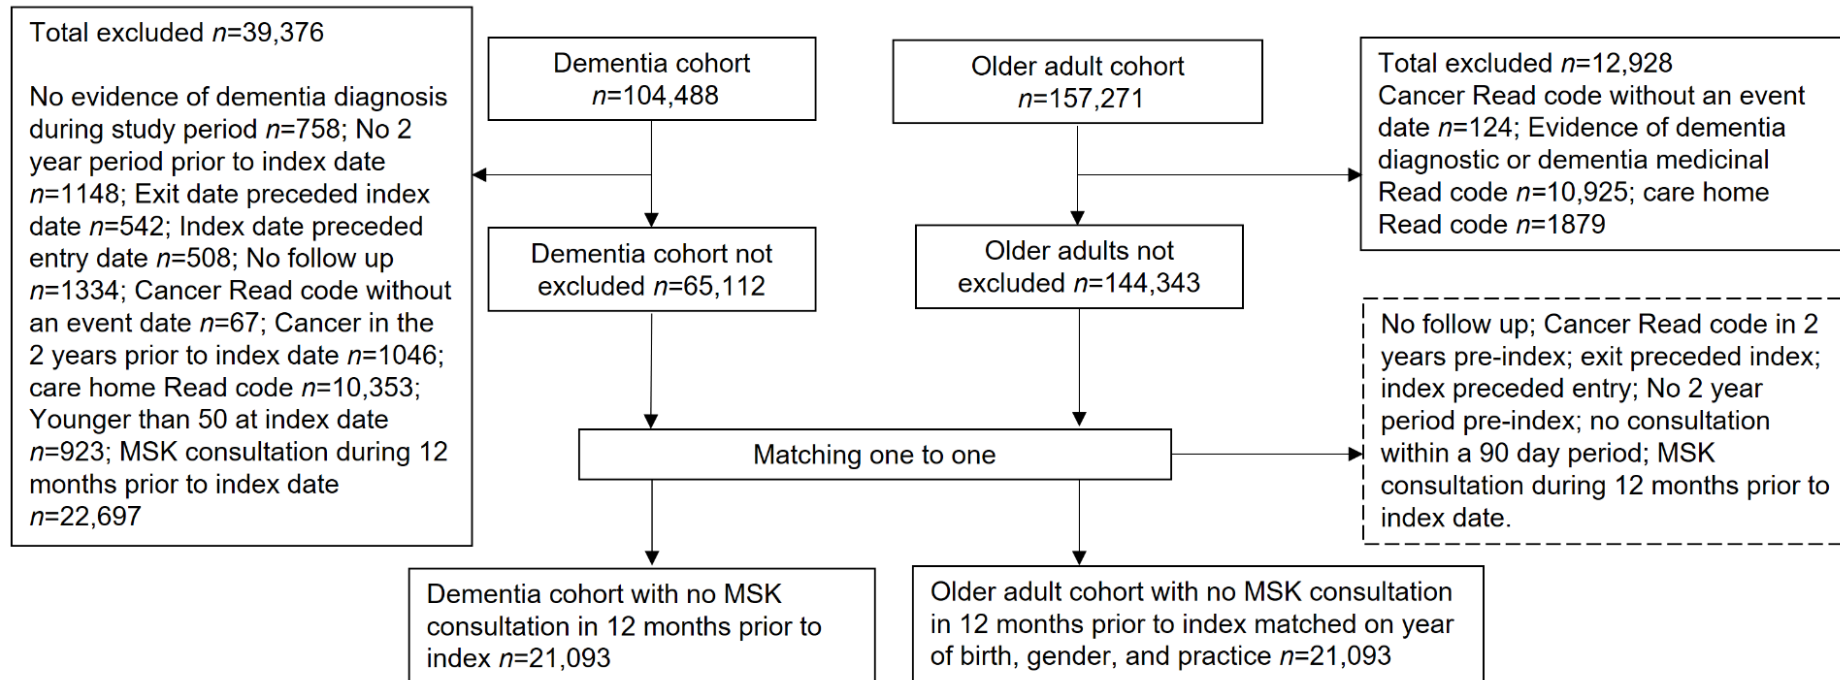 Total excluded n=39,376
No evidence of dementia diagnosis
during study period n=758; No 2
year period prior to index date
n=1148; Exit date preceded index
date n=542; Index date preceded
entry date n=508; No follow up
n=1334; Cancer Read code without
an event date n=67; Cancer in the
2 years prior to index date n=1046;
care home Read code n=10,353;
Younger than 50 at index date
n=923; MSK consultation during 12
months prior to index date
n=22,697
Dementia cohort
n=104,488
Older adult cohort
n=157,271
Total excluded n=12,928
Cancer Read code without an event
date n=124; Evidence of dementia
diagnostic or dementia medicinal
Read code n=10,925; care home
Read code n=1879
Dementia cohort not
excluded n=65,112
Older adults not
excluded n=144,343
No follow up; Cancer Read code in 2
years pre-index; exit preceded index;
index preceded entry; No 2 year
period pre-index; no consultation
within a 90 day period; MSK
consultation during 12 months prior to
index date.
Matching one to one
Dementia cohort with no MSK
consultation in 12 months prior to
index n=21,093
Older adult cohort with no MSK consultation
in 12 months prior to index matched on year
of birth, gender, and practice n=21,093